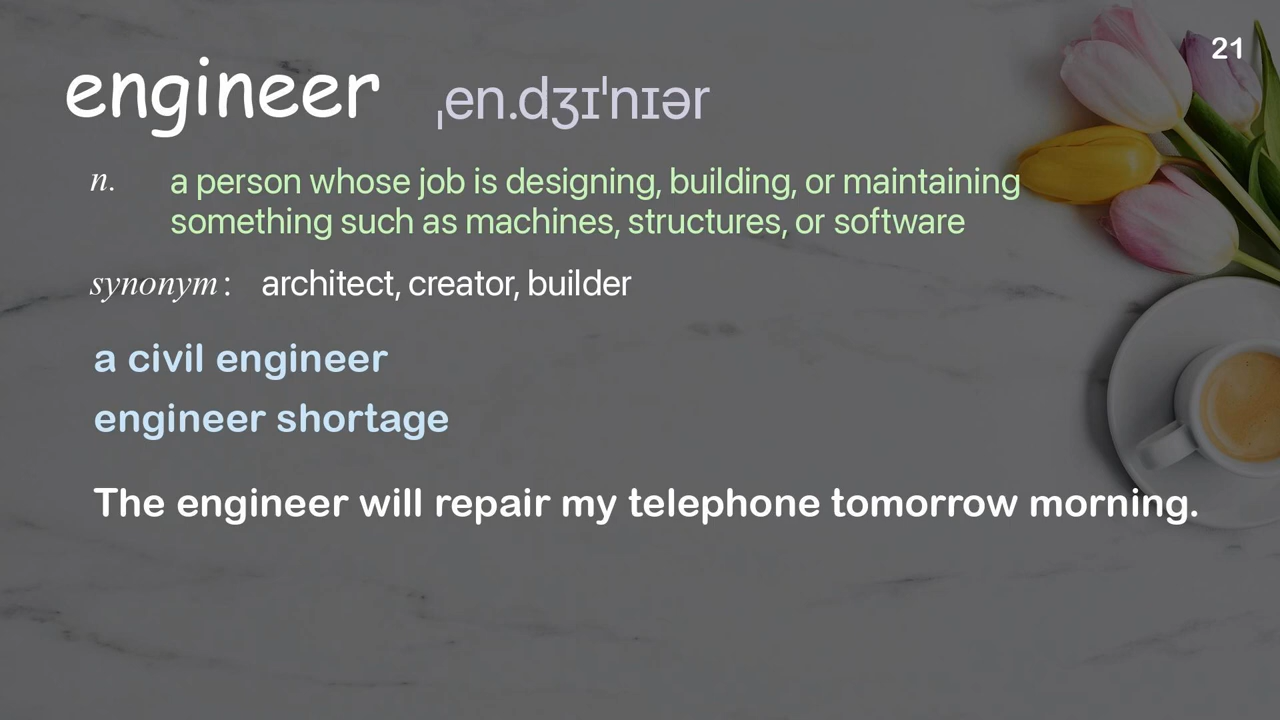 21
engineer ˌen.dʒɪˈnɪər
n. a person whose job is designing, building, or maintaining
something such as machines, structures, or software
synonym: architect, creator, builder
a civil engineer
engineer shortage
The engineer will repair my telephone tomorrow morning.